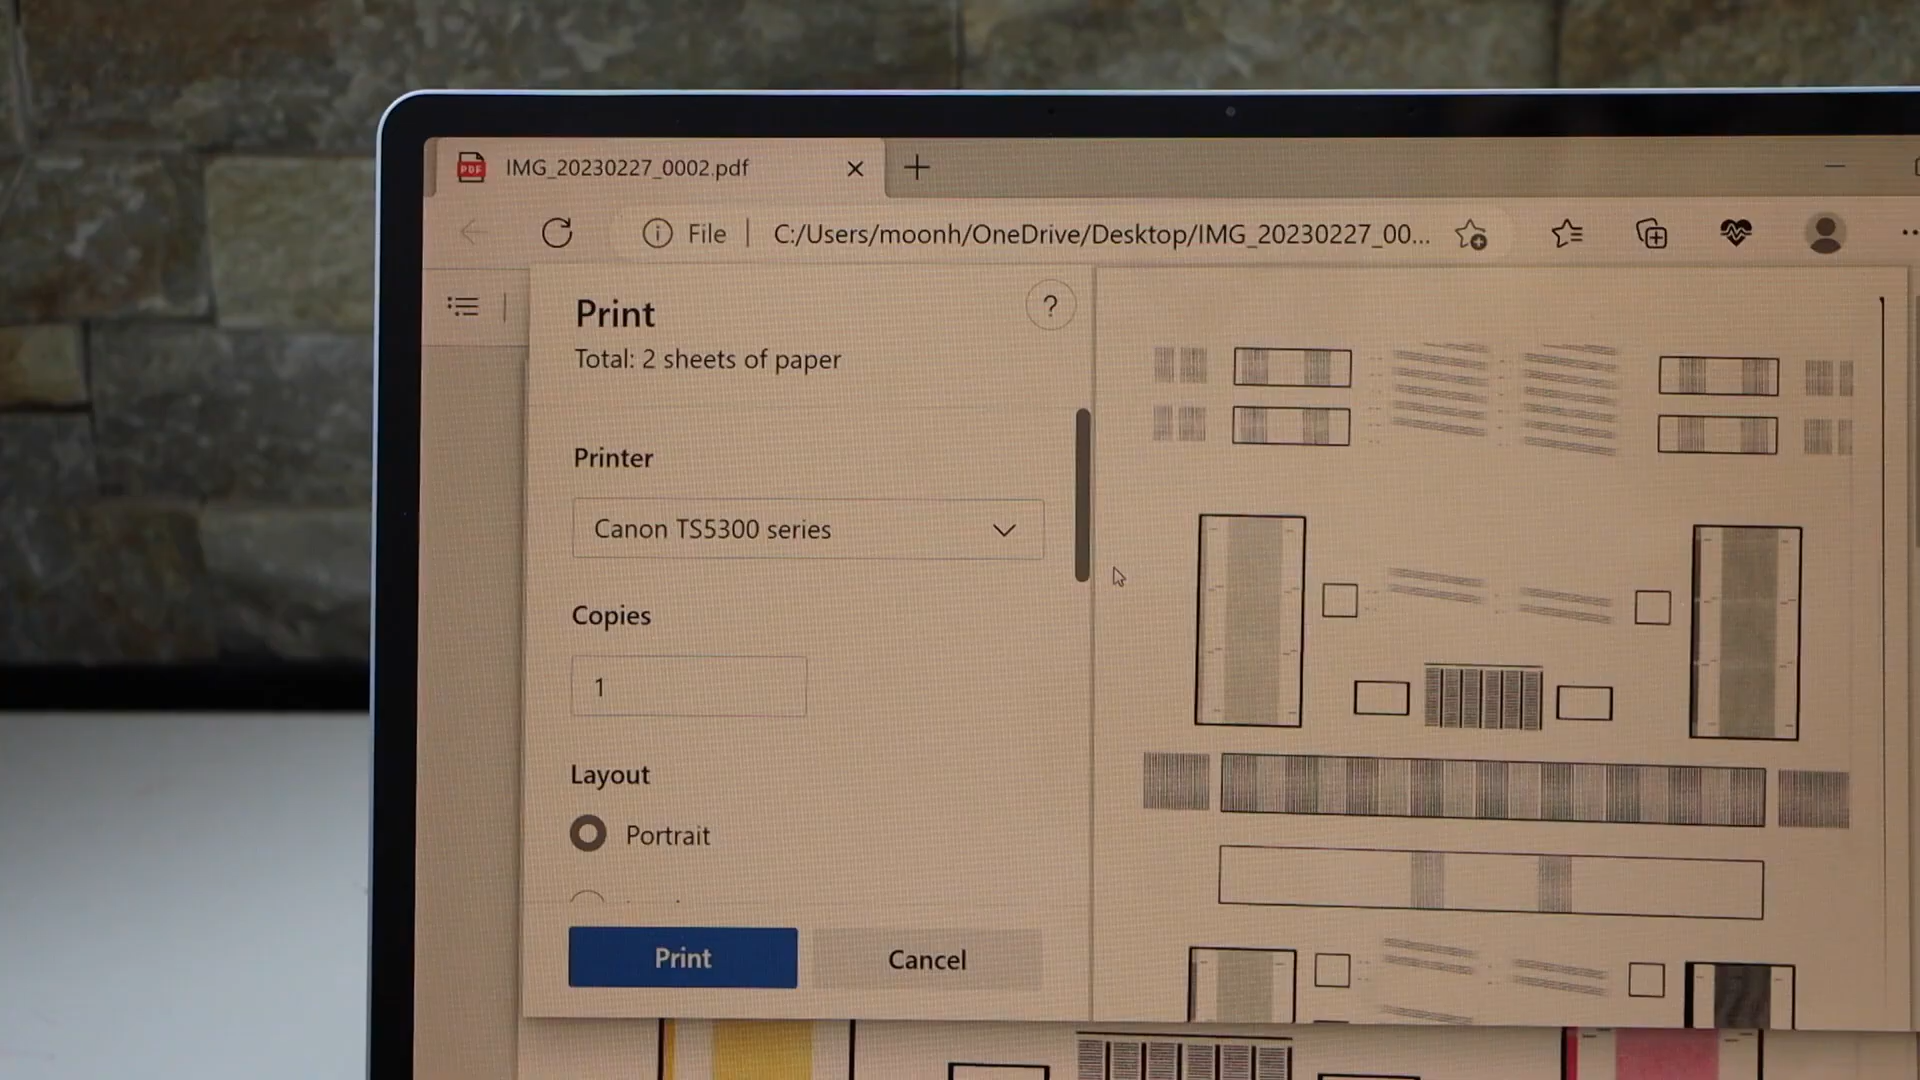 IMG_20230227_0002.pdf
File | C:/Users/moonh/OneDrive/Desktop/IMG_20230227_00...
Print
?
Total: 2 sheets of paper
Printer
Canon TS5300 series
Copies
1
Layout
Portrait
Print
Cancel